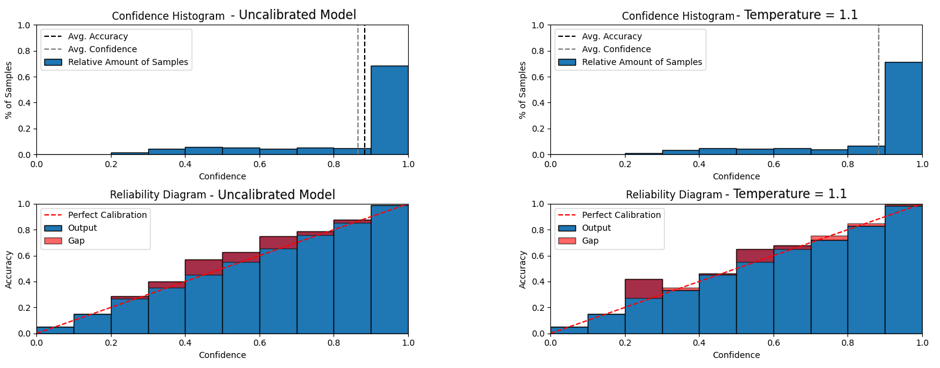 Confidence Histogram - Uncalibrated Model
1.0
0.8
0.6
0.4
0.2
0.0
% of Samples
Avg. Accuracy
Avg. Confidence
Relative Amount of Samples
0.0 0.2 0.4 0.6 0.8 1.0
Confidence
Confidence Histogram - Temperature = 1.1
1.0
0.8
0.6
0.4
0.2
0.0
% of Samples
Avg. Accuracy
Avg. Confidence
Relative Amount of Samples
0.0 0.2 0.4 0.6 0.8 1.0
Confidence
Reliability Diagram - Uncalibrated Model
1.0
0.8
0.6
0.4
0.2
0.0
Accuracy
Perfect Calibration
Output
Gap
0.0 0.2 0.4 0.6 0.8 1.0
Confidence
Reliability Diagram - Temperature = 1.1
1.0
0.8
0.6
0.4
0.2
0.0
Accuracy
Perfect Calibration
Output
Gap
0.0 0.2 0.4 0.6 0.8 1.0
Confidence